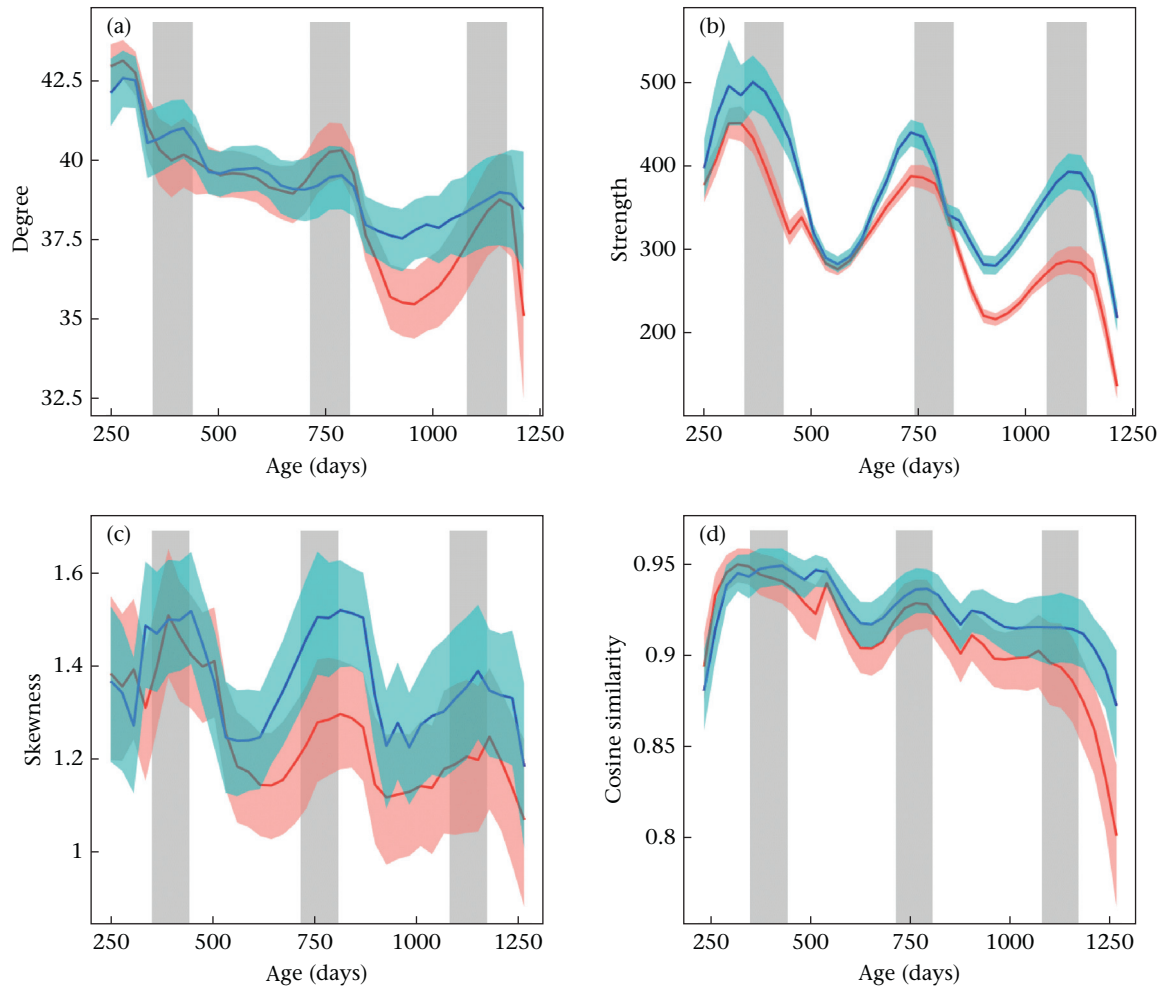 (a)
Degree
42.5
40
37.5
35
32.5
250 500 750 1000 1250
Age (days)
(b)
Strength
500
400
300
200
250 500 750 1000 1250
Age (days)
(c)
Skewness
1.6
1.4
1.2
1
250 500 750 1000 1250
Age (days)
(d)
Cosine similarity
0.95
0.9
0.85
0.8
250 500 750 1000 1250
Age (days)